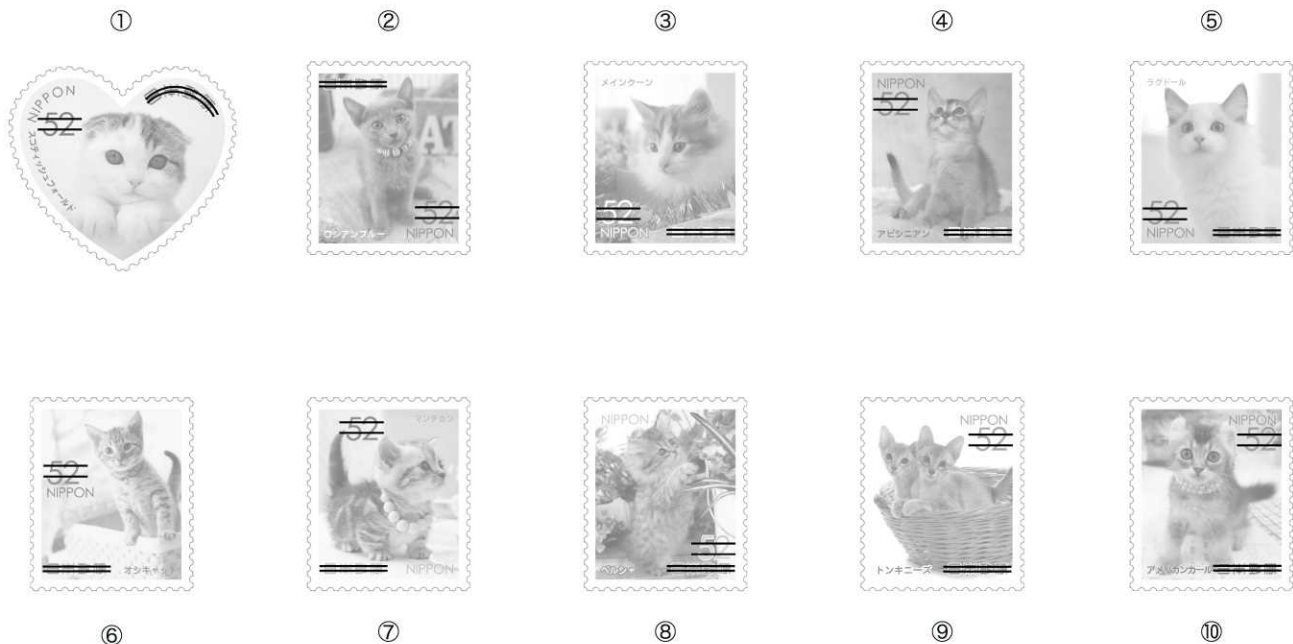 ① ② ③ ④ ⑤
NIPPON
52
スコティッシュフォールド
ロシアンブルー
52
NIPPON
メインクーン
52
NIPPON
NIPPON
52
アビシニアン
ラグドール
52
NIPPON
52
NIPPON
オシキャット
マンチカン
52
NIPPON
NIPPON
52
ペルシャ
NIPPON
52
トンキニーズ
NIPPON
52
アメリカンカール
⑥ ⑦ ⑧ ⑨ ⑩